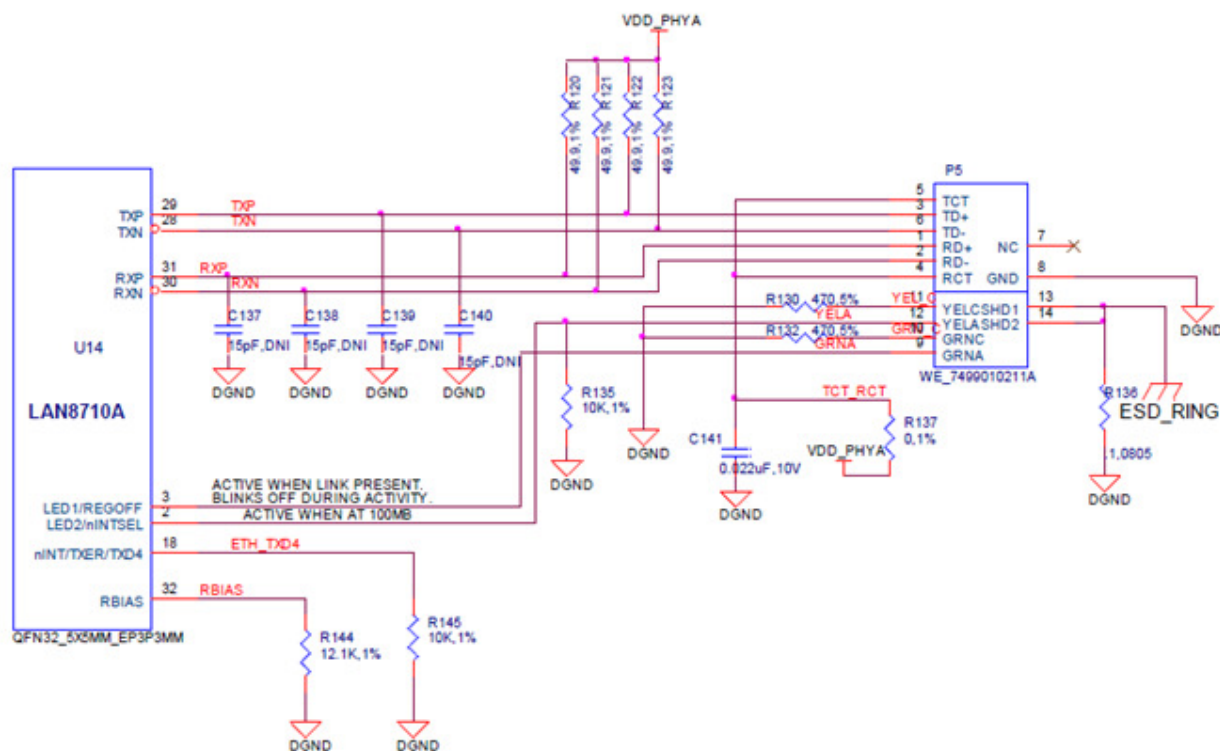 VDD_PHYA
R120
R121
R122
R123
49.9,1%
49.9,1%
49.9,1%
49.9,1%
P5
29
TXP
TXP
28
TXN
TXN
31
RXP
RXP
30
RXN
RXN
5
TCT
3
TD+
6
TD-
1
RD+
2
RD-
4
RCT
NC
7
GND
8
DGND
C137
15pF,DNI
DGND
C138
15pF,DNI
DGND
C139
15pF,DNI
DGND
C140
15pF,DNI
DGND
U14
LAN8710A
R130
470,5%
YELC
11
YELCSHD1
13
YELA
12
YELASHD2
14
R132
470,5%
GRNC
10
GRNC
GRNA
9
GRNA
WE_7499010211A
R135
10K,1%
DGND
DGND
TCT_RCT
R137
0,1%
VDD_PHYA
C141
0.022uF,10V
DGND
R136
.1,0805
ESD_RING
DGND
ACTIVE WHEN LINK PRESENT.
BLINKS OFF DURING ACTIVITY.
LED1/REGOFF
3
LED2/nINTSEL
2
ACTIVE WHEN AT 100MB
nINT/TXER/TXD4
18
ETH_TXD4
RBIAS
32
RBIAS
QFN32_5X5MM_EP3P3MM
R144
12.1K,1%
DGND
R145
10K,1%
DGND